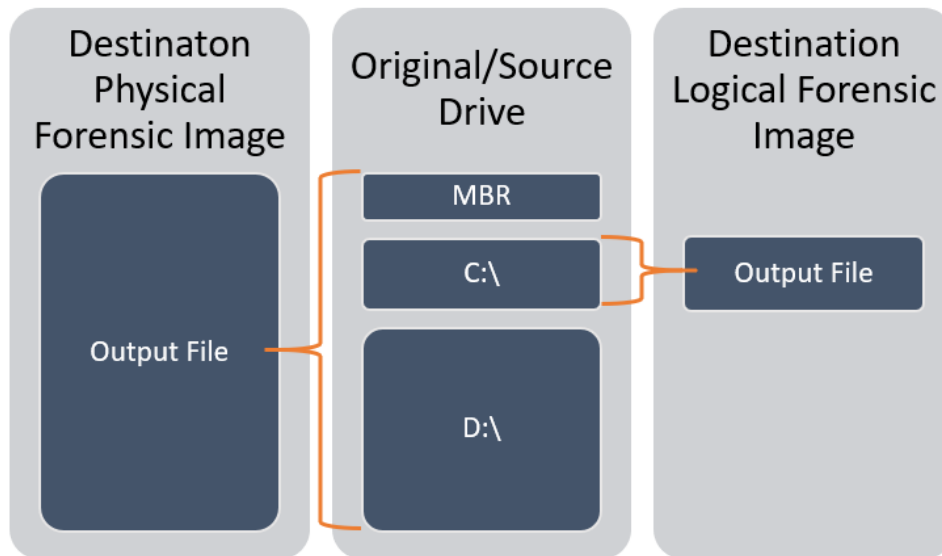 Destinaton
Physical
Forensic Image
Output File
Original/Source
Drive
MBR
C:\
D:\
Destination
Logical Forensic
Image
Output File